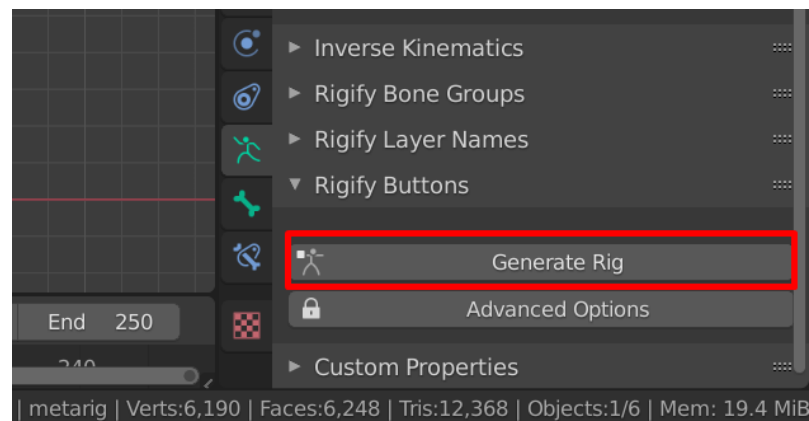 Inverse Kinematics
Rigify Bone Groups
Rigify Layer Names
Rigify Buttons
Generate Rig
Advanced Options
End 250
240
Custom Properties
| metarig | Verts:6,190 | Faces:6,248 | Tris:12,368 | Objects:1/6 | Mem: 19.4 MiB